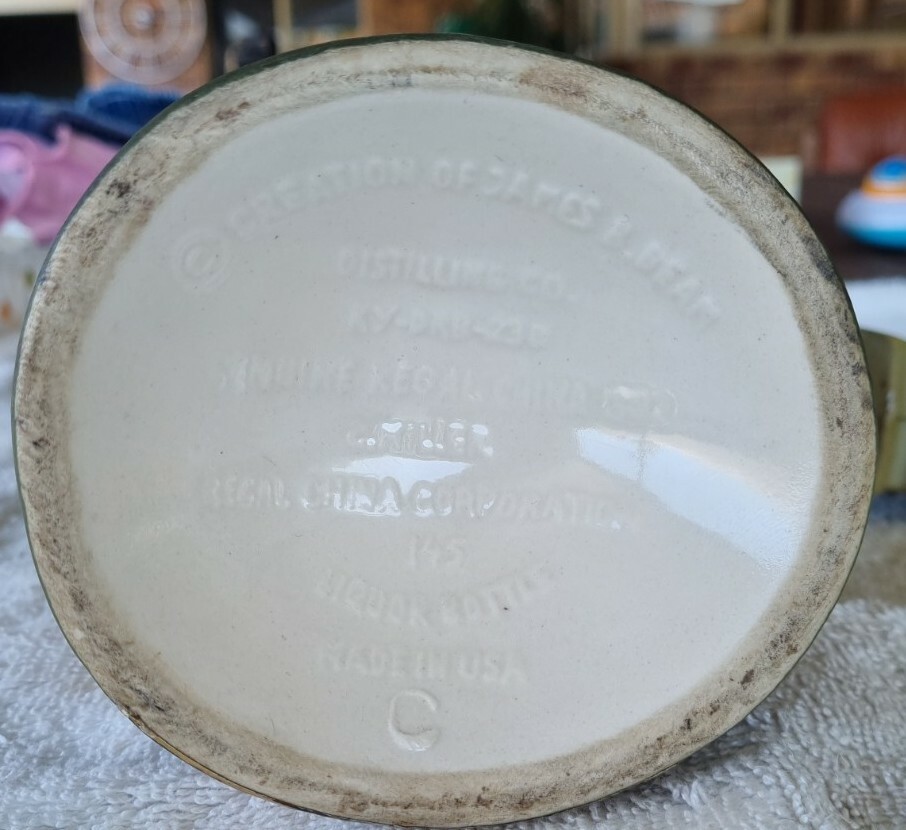 © CREATION OF JAMES B. BEAM
DISTILLING CO.
GENUINE REGAL CHINA
REGAL CHINA CORPORATION
145
LIQUOR BOTTLE
MADE IN USA
C